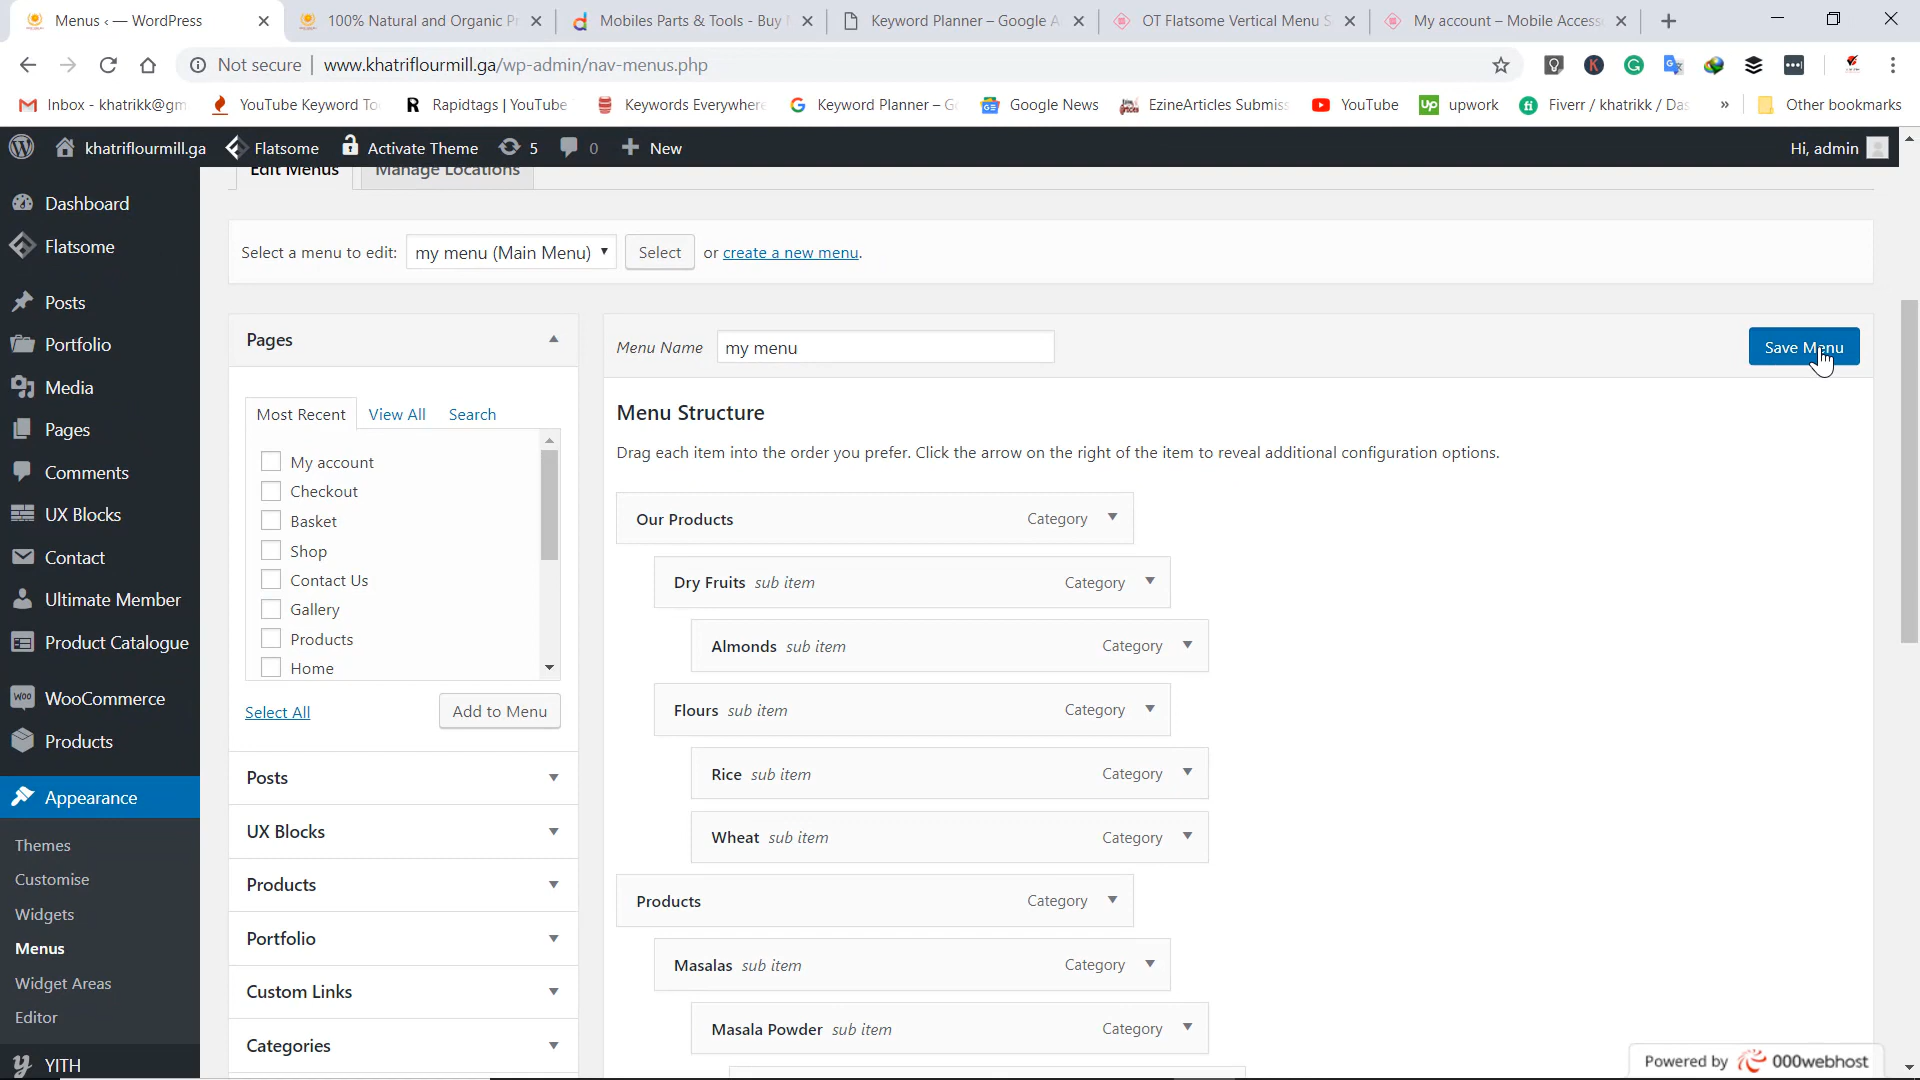 Menus ‹ — WordPress
100% Natural and Organic Pr
Mobiles Parts & Tools - Buy
Keyword Planner – Google A
OT Flatsome Vertical Menu S
My account – Mobile Access
Not secure | www.khatriflourmill.ga/wp-admin/nav-menus.php
Inbox - khatrikk@gm
YouTube Keyword To
Rapidtags | YouTube
Keywords Everywhere
Keyword Planner – G
Google News
EzineArticles Submiss
YouTube
upwork
Fiverr / khatrikk / Das
»
Other bookmarks
khatriflourmill.ga
Flatsome
Activate Theme
5
0
New
Hi, admin
Edit Menus
Manage Locations
Dashboard
Flatsome
Posts
Portfolio
Media
Pages
Comments
UX Blocks
Contact
Ultimate Member
Product Catalogue
WooCommerce
Products
Appearance
Themes
Customise
Widgets
Menus
Widget Areas
Editor
YITH
Select a menu to edit: my menu (Main Menu) Select or create a new menu.
Pages
Most Recent View All Search
My account
Checkout
Basket
Shop
Contact Us
Gallery
Products
Home
Select All
Add to Menu
Posts
UX Blocks
Products
Portfolio
Custom Links
Categories
Menu Name my menu
Save Menu
Menu Structure
Drag each item into the order you prefer. Click the arrow on the right of the item to reveal additional configuration options.
Our Products Category
Dry Fruits sub item Category
Almonds sub item Category
Flours sub item Category
Rice sub item Category
Wheat sub item Category
Products Category
Masalas sub item Category
Masala Powder sub item Category
Powered by 000webhost